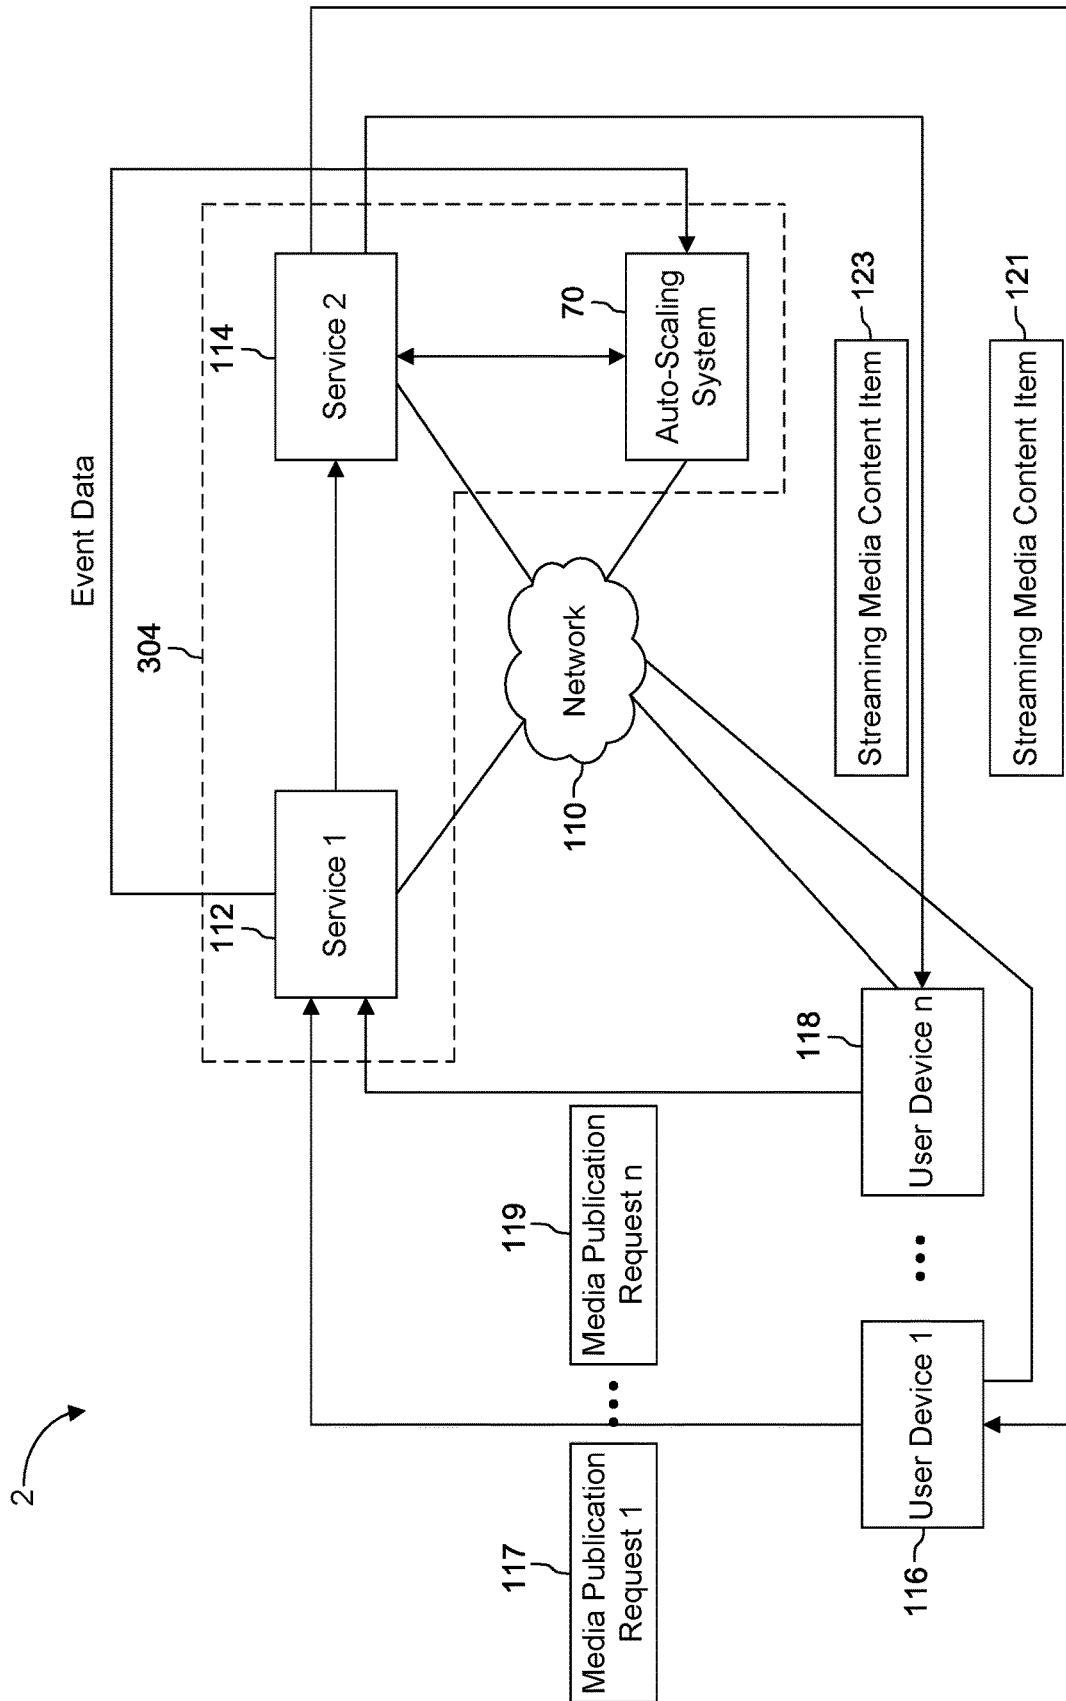 2
Event Data
304
112
Service 1
114
Service 2
70
Auto-Scaling
System
Network
110
117
Media Publication
Request 1
119
Media Publication
Request n
116
User Device 1
118
User Device n
Streaming Media Content Item
123
Streaming Media Content Item
121